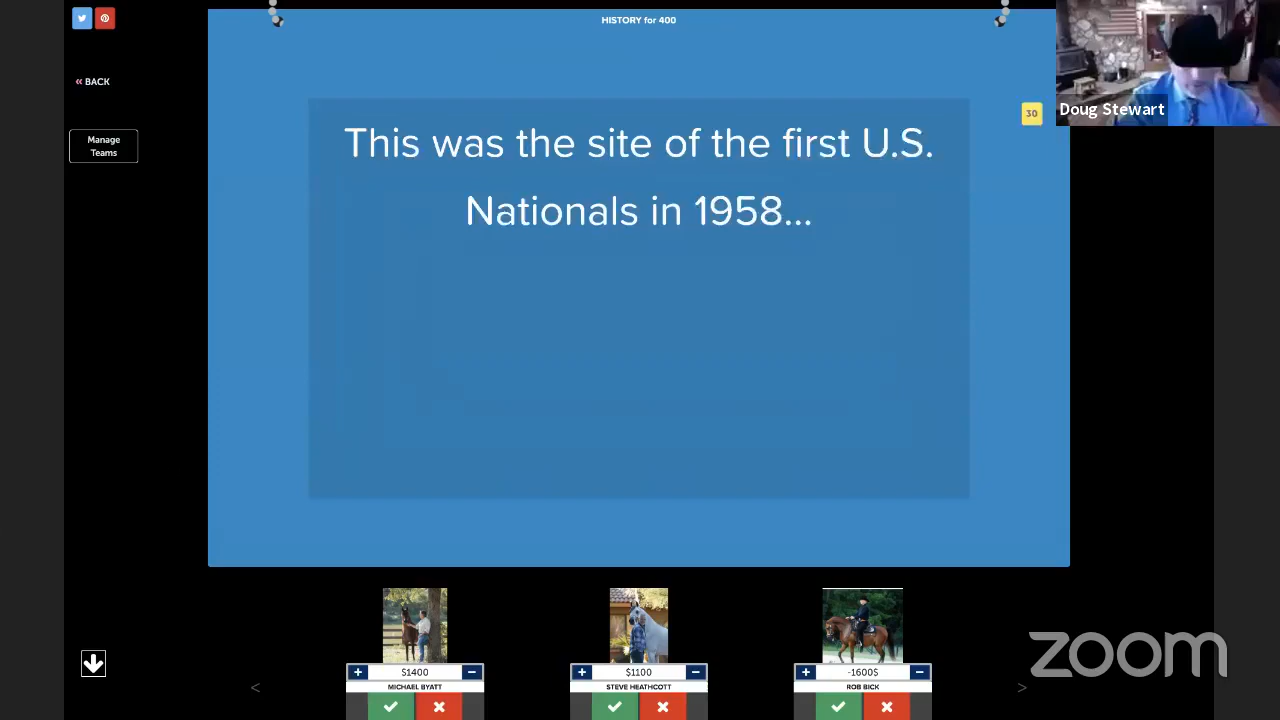 HISTORY for 400
« BACK
Manage
Teams
30
Doug Stewart
This was the site of the first U.S.
Nationals in 1958...
+ $1400 −
MICHAEL BYATT
+ $1100 −
STEVE HEATHCOTT
+ -1600$ −
ROB BICK
< >
zoom